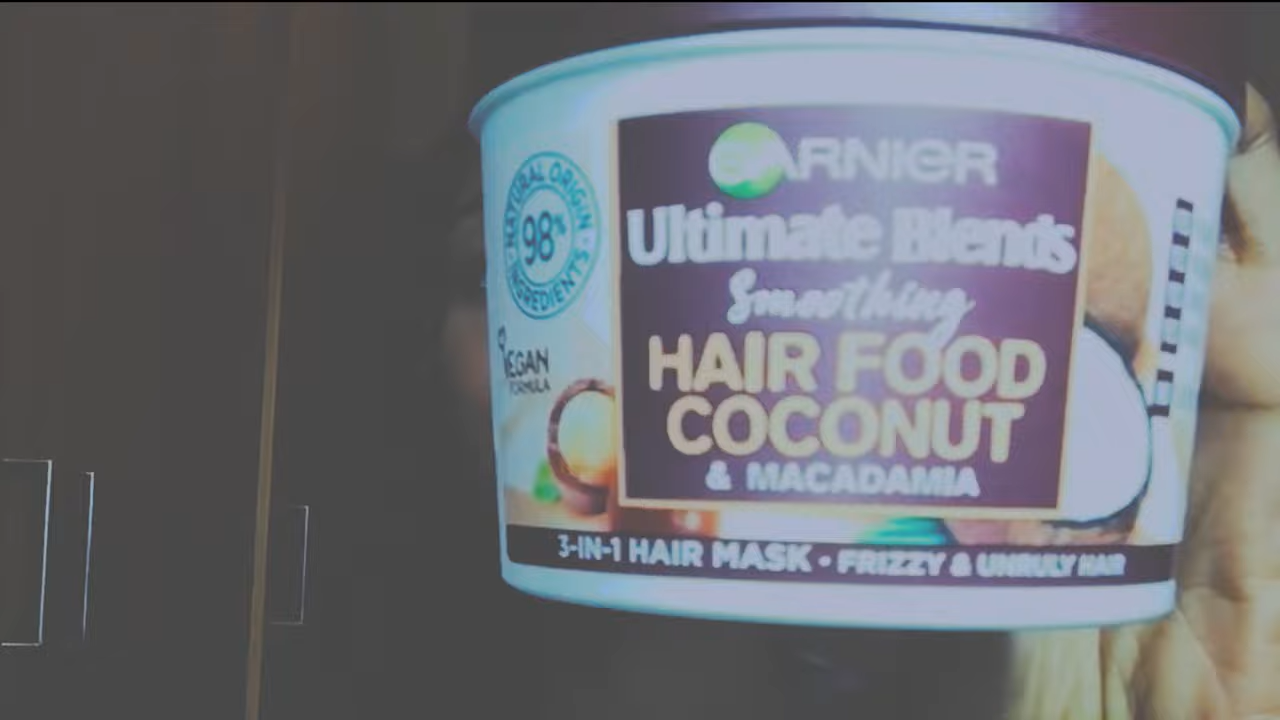 GARNIER
Ultimate Blends
Smoothing
HAIR FOOD
COCONUT
& MACADAMIA
NATURAL ORIGIN
98%
INGREDIENTS
VEGAN
FORMULA
3-IN-1 HAIR MASK • FRIZZY & UNRULY HAIR